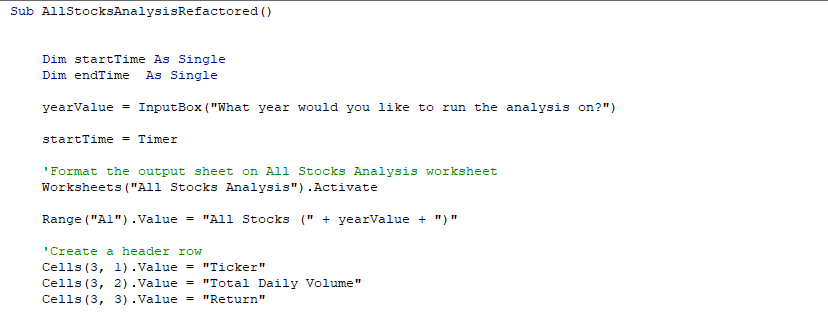 Sub AllStocksAnalysisRefactored()
Dim startTime As Single
Dim endTime  As Single
yearValue = InputBox("What year would you like to run the analysis on?")
startTime = Timer
'Format the output sheet on All Stocks Analysis worksheet
Worksheets("All Stocks Analysis").Activate
Range("A1").Value = "All Stocks (" + yearValue + ")"
'Create a header row
Cells(3, 1).Value = "Ticker"
Cells(3, 2).Value = "Total Daily Volume"
Cells(3, 3).Value = "Return"